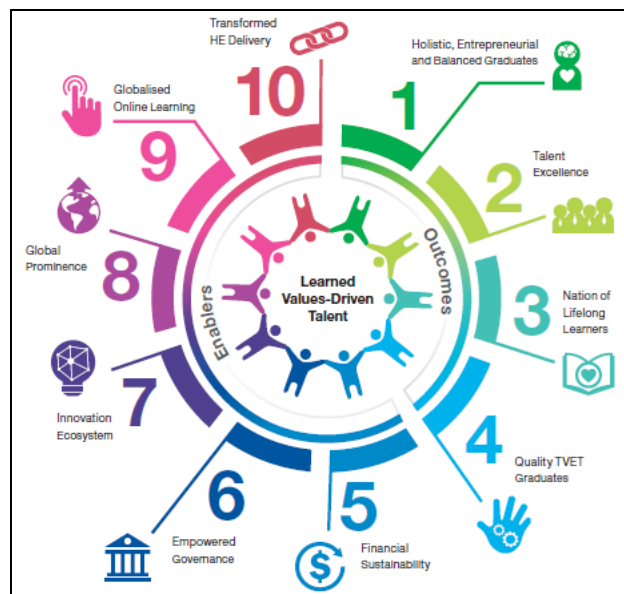 1
Holistic, Entrepreneurial
and Balanced Graduates
2
Talent
Excellence
3
Nation of
Lifelong
Learners
4
Quality TVET
Graduates
5
Financial
Sustainability
$
6
Empowered
Governance
7
Innovation
Ecosystem
8
Global
Prominence
9
Globalised
Online Learning
10
Transformed
HE Delivery
Enablers
Outcomes
Learned
Values-Driven
Talent